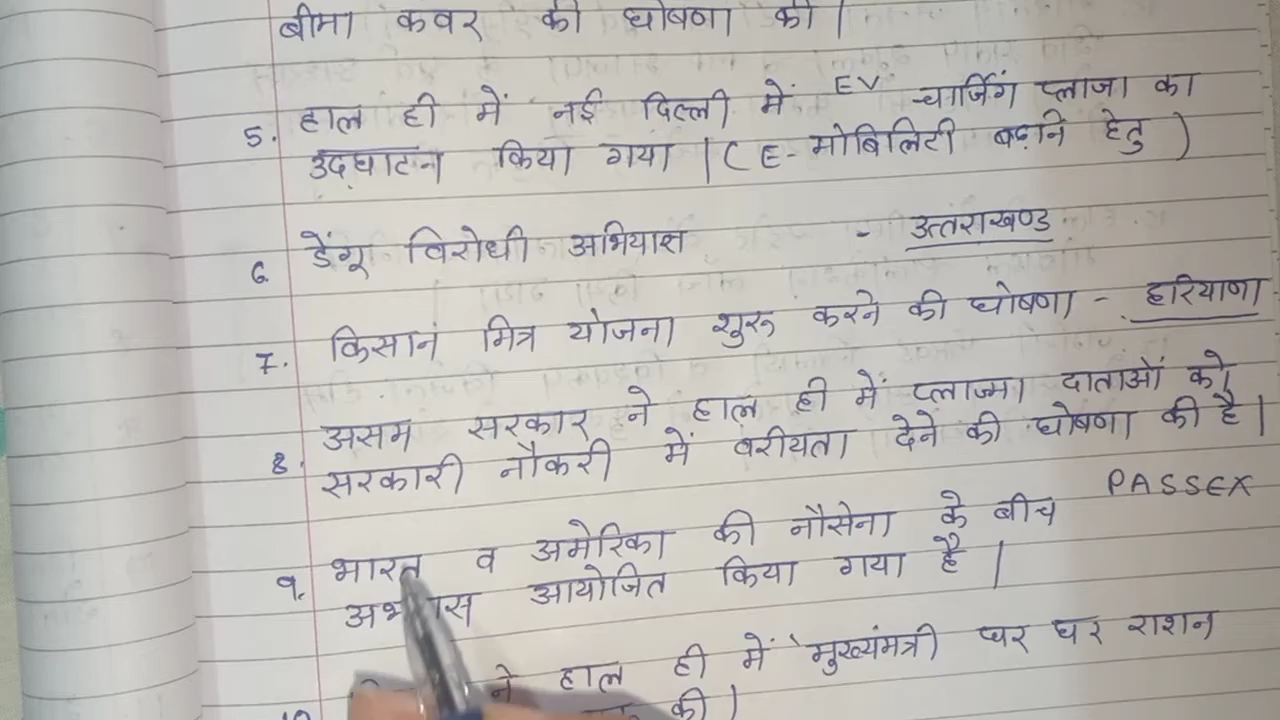 बीमा कवर की घोषणा की |
5. हाल ही में नई दिल्ली में EV चार्जिंग प्लाजा का
उद्घाटन किया गया | ( E-मोबिलिटी बढ़ाने हेतु )
6. डेंगू विरोधी अभियान - उत्तराखण्ड
7. किसान मित्र योजना शुरू करने की घोषणा - हरियाणा
8. असम सरकार ने हाल ही में प्लाज्मा दाताओं को
सरकारी नौकरी में वरीयता देने की घोषणा की है |
9. भारत व अमेरिका की नौसेना के बीच PASSEX
अभ्यास आयोजित किया गया है |
10. ने हाल ही में 'मुख्यमंत्री घर घर राशन
की |